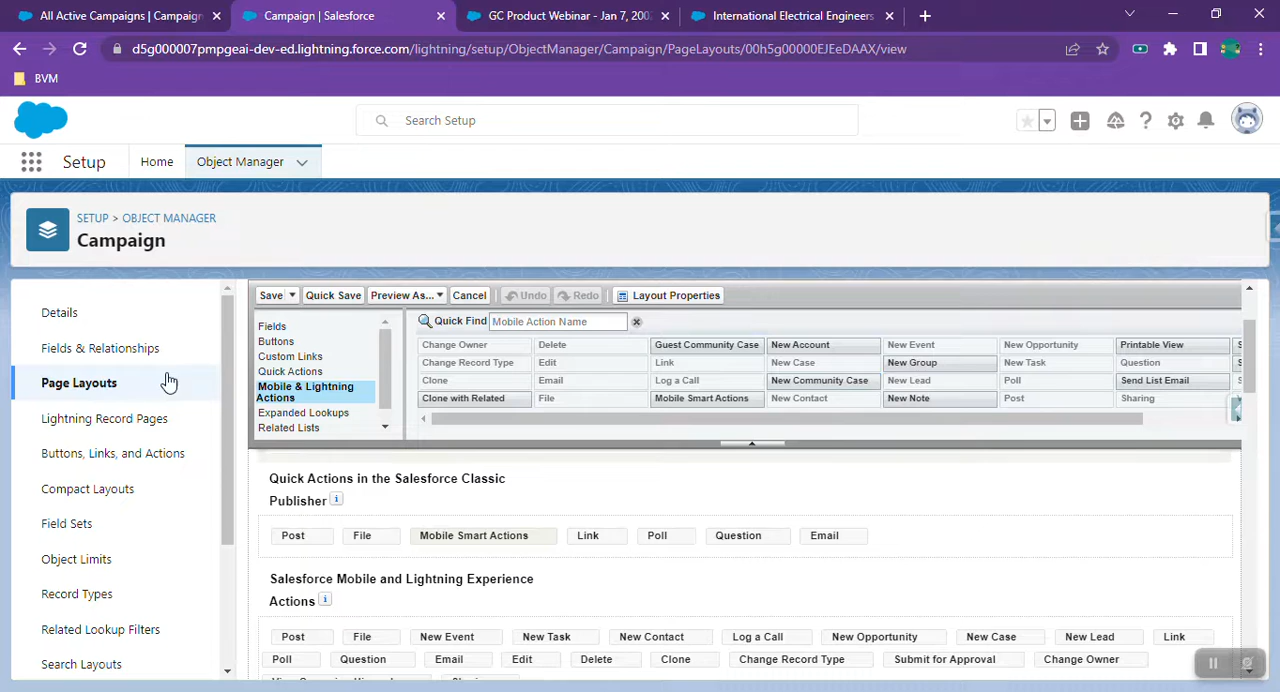 All Active Campaigns | Campaign
Campaign | Salesforce
GC Product Webinar - Jan 7, 200
International Electrical Engineers
d5g000007pmpgeai-dev-ed.lightning.force.com/lightning/setup/ObjectManager/Campaign/PageLayouts/00h5g00000EJEeDAAX/view
BVM
Search Setup
Setup
Home
Object Manager
SETUP > OBJECT MANAGER
Campaign
Details
Fields & Relationships
Page Layouts
Lightning Record Pages
Buttons, Links, and Actions
Compact Layouts
Field Sets
Object Limits
Record Types
Related Lookup Filters
Search Layouts
Save
Quick Save
Preview As...
Cancel
Undo
Redo
Layout Properties
Fields
Buttons
Custom Links
Quick Actions
Mobile & Lightning
Actions
Expanded Lookups
Related Lists
Quick Find
Mobile Action Name
Change Owner Delete Guest Community Case New Account New Event New Opportunity Printable View
Change Record Type Edit Link New Case New Group New Task Question
Clone Email Log a Call New Community Case New Lead Poll Send List Email
Clone with Related File Mobile Smart Actions New Contact New Note Post Sharing
Quick Actions in the Salesforce Classic
Publisher
Post File Mobile Smart Actions Link Poll Question Email
Salesforce Mobile and Lightning Experience
Actions
Post File New Event New Task New Contact Log a Call New Opportunity New Case New Lead Link
Poll Question Email Edit Delete Clone Change Record Type Submit for Approval Change Owner